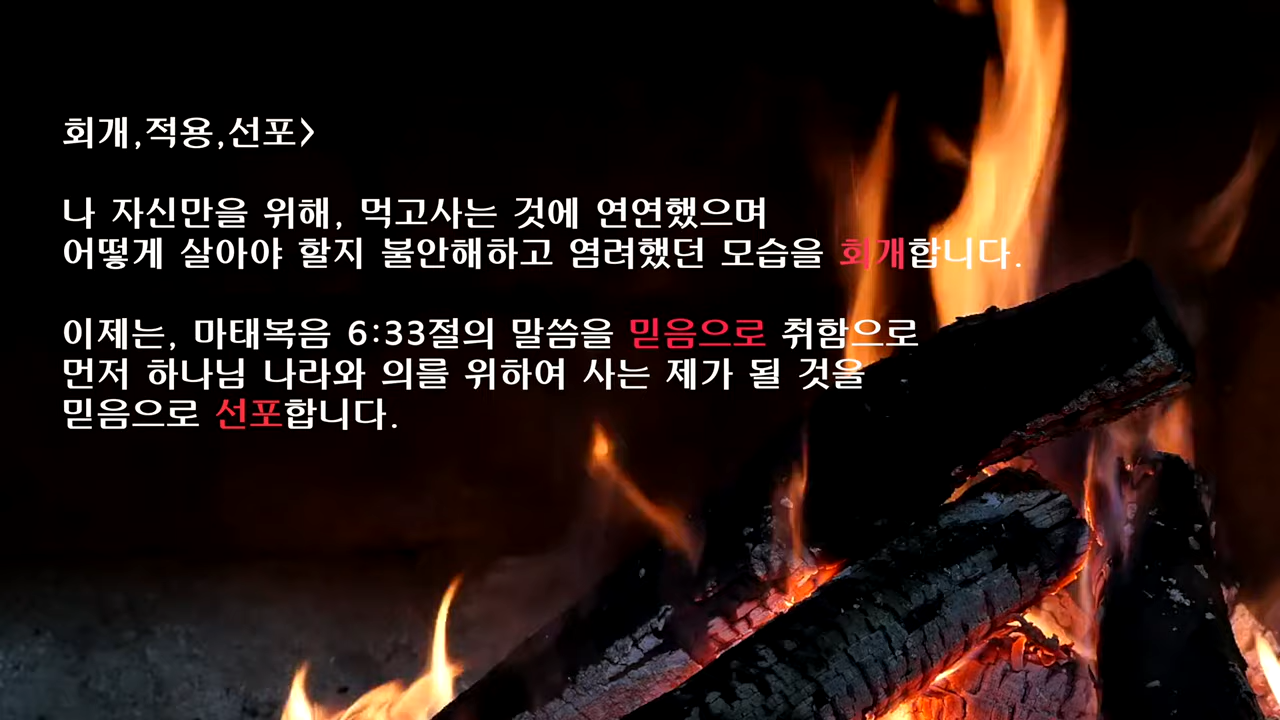 회개,적용,선포>
나 자신만을 위해, 먹고사는 것에 연연했으며
어떻게 살아야 할지 불안해하고 염려했던 모습을 회개합니다.
이제는, 마태복음 6:33절의 말씀을 믿음으로 취함으로
먼저 하나님 나라와 의를 위하여 사는 제가 될 것을
믿음으로 선포합니다.